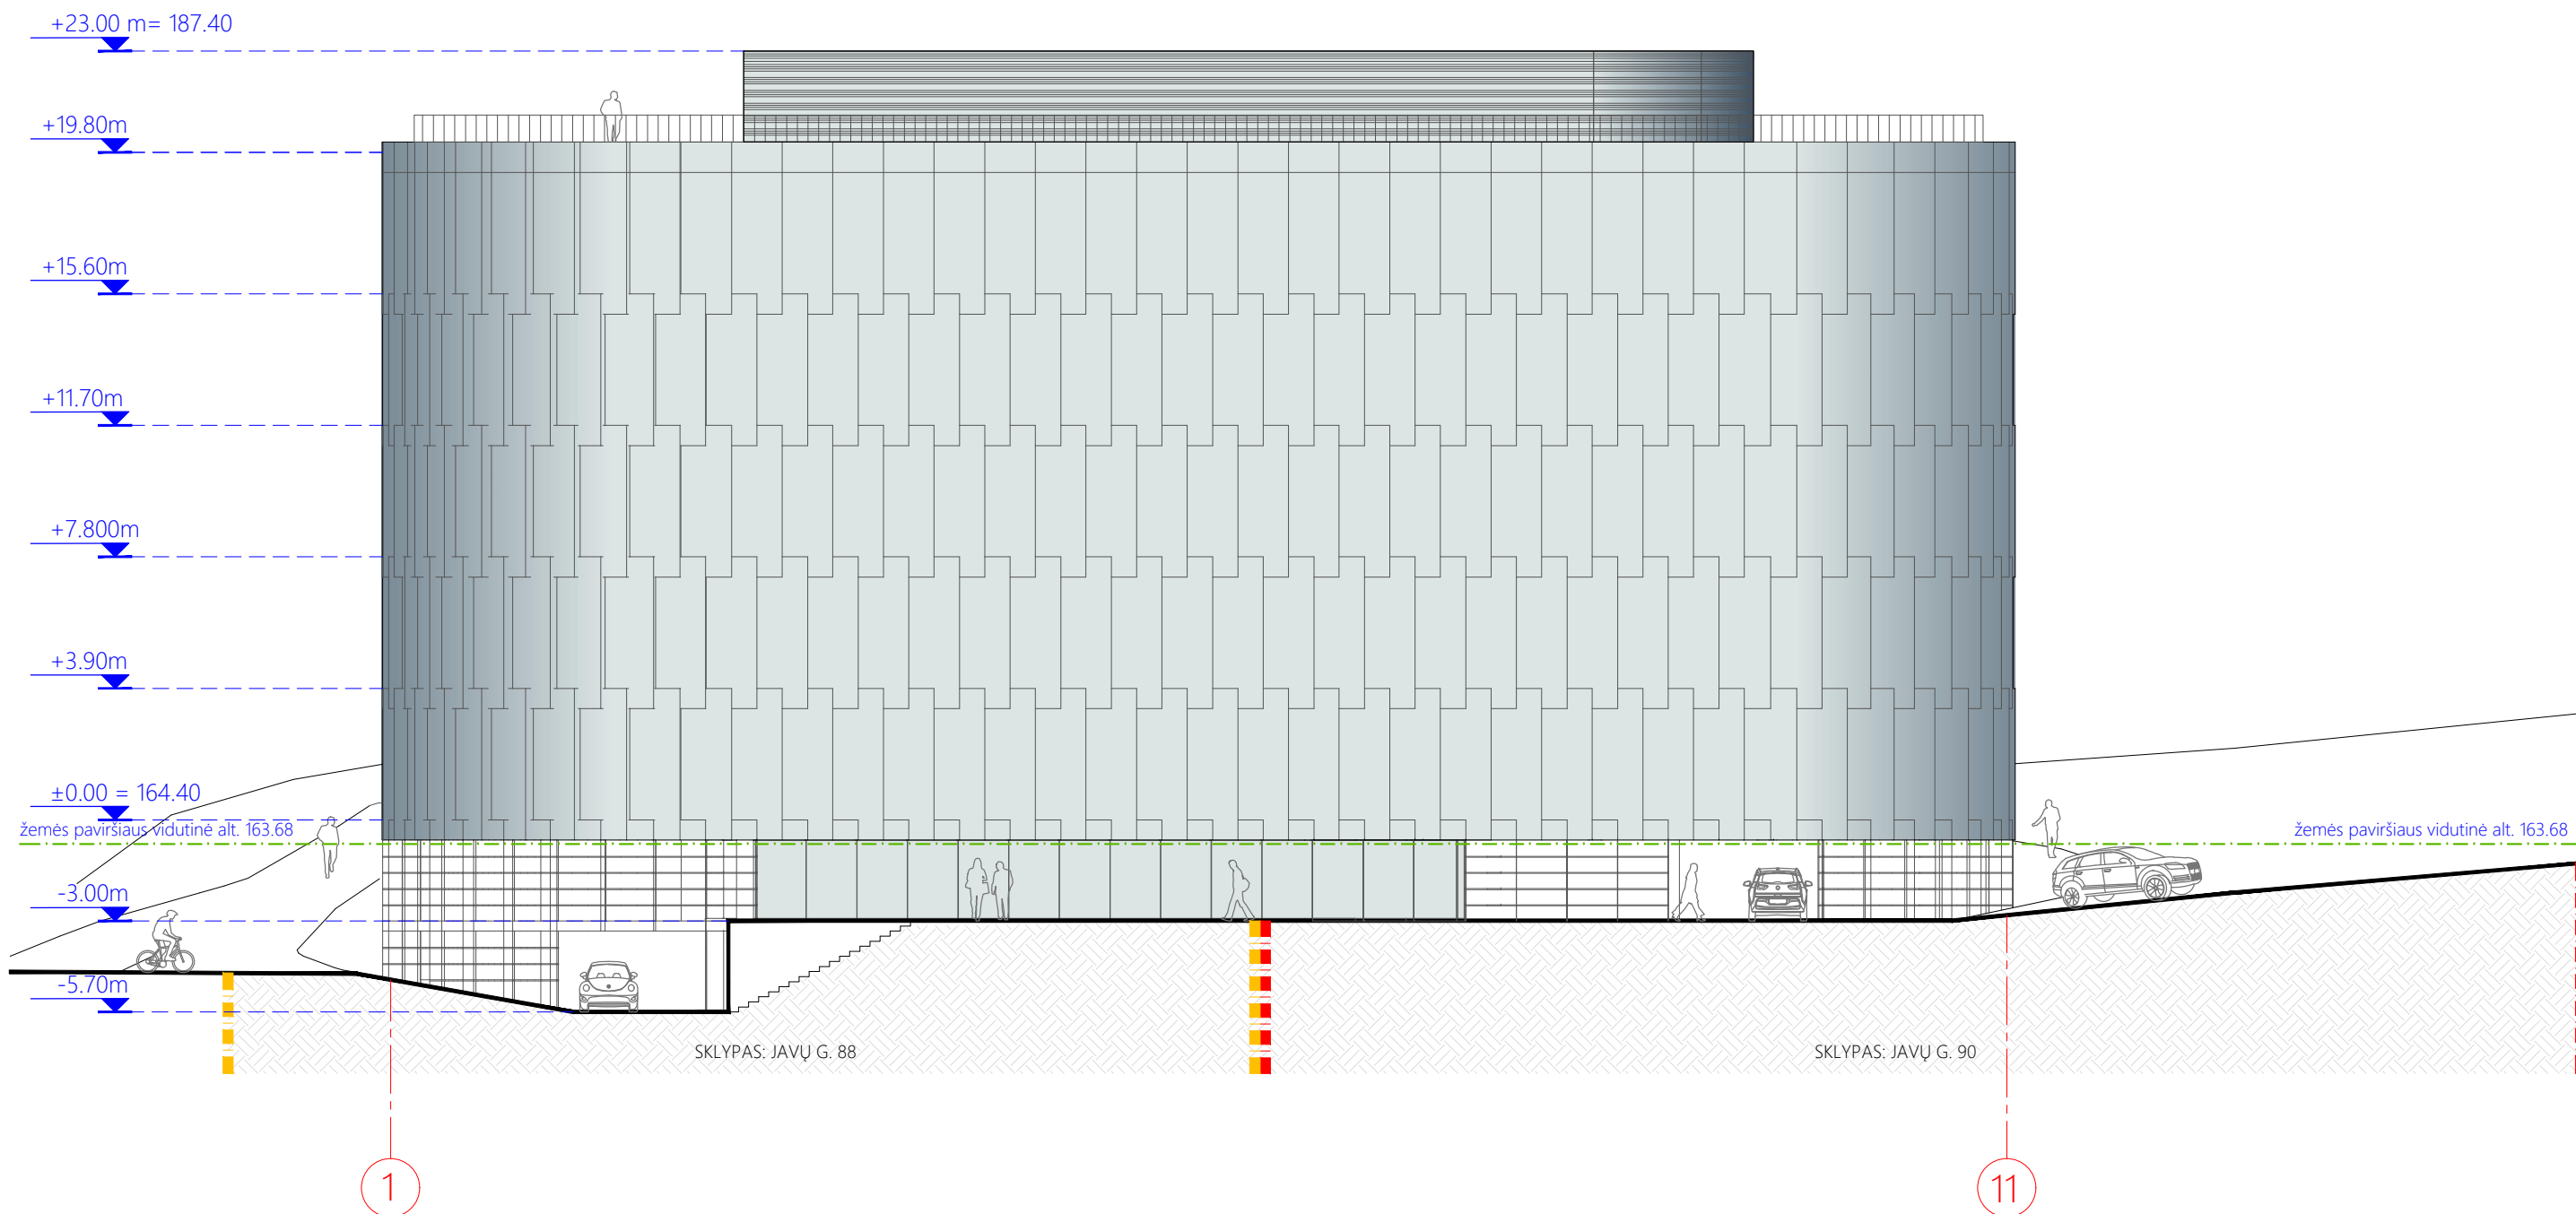 +23.00 m= 187.40
+19.80m
+15.60m
+11.70m
+7.800m
+3.90m
±0.00 = 164.40
žemės paviršiaus vidutinė alt. 163.68
žemės paviršiaus vidutinė alt. 163.68
-3.00m
-5.70m
SKLYPAS: JAVŲ G. 88
SKLYPAS: JAVŲ G. 90
1
11